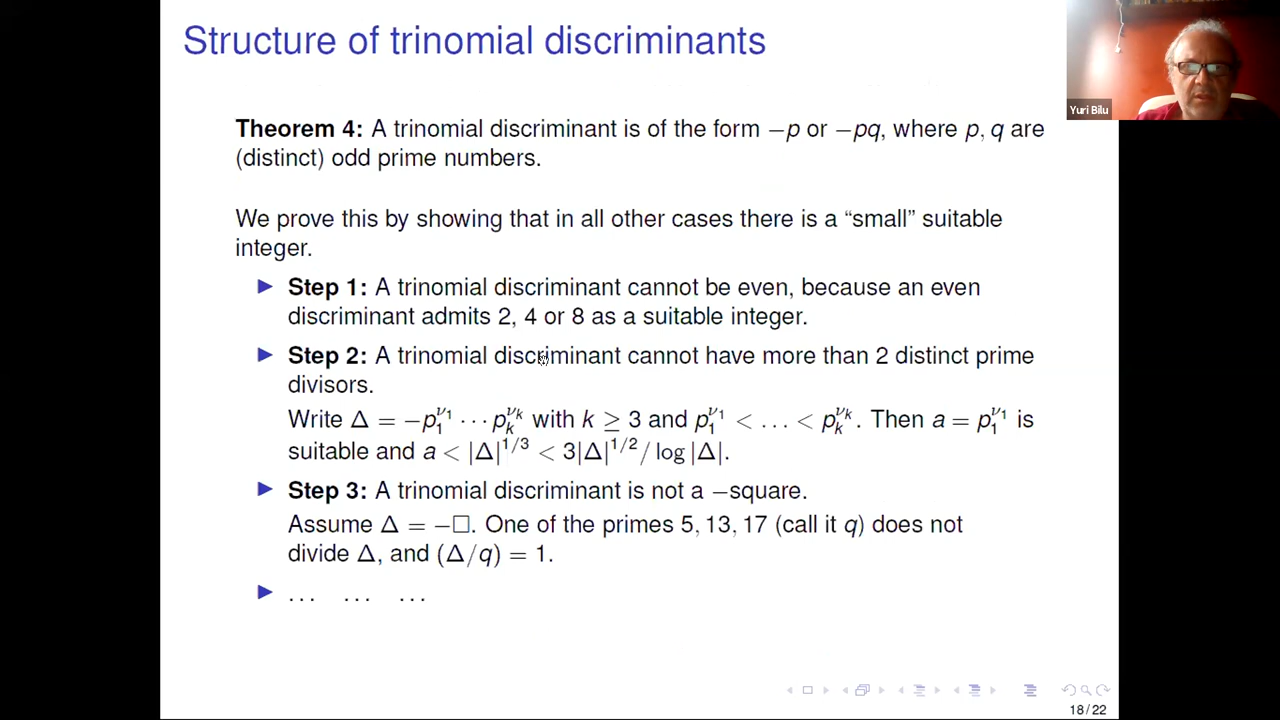 Structure of trinomial discriminants
Yuri Bilu
Theorem 4: A trinomial discriminant is of the form −p or −pq, where p, q are
(distinct) odd prime numbers.
We prove this by showing that in all other cases there is a “small” suitable
integer.
▶ Step 1: A trinomial discriminant cannot be even, because an even
discriminant admits 2, 4 or 8 as a suitable integer.
▶ Step 2: A trinomial discriminant cannot have more than 2 distinct prime
divisors.
Write Δ = −p₁^{ν₁} ⋯ pₖ^{νₖ} with k ≥ 3 and p₁^{ν₁} < … < pₖ^{νₖ}. Then a = p₁^{ν₁} is
suitable and a < |Δ|^{1/3} < 3|Δ|^{1/2}/ log |Δ|.
▶ Step 3: A trinomial discriminant is not a −square.
Assume Δ = −□. One of the primes 5, 13, 17 (call it q) does not
divide Δ, and (Δ/q) = 1.
▶ … … …
18/22